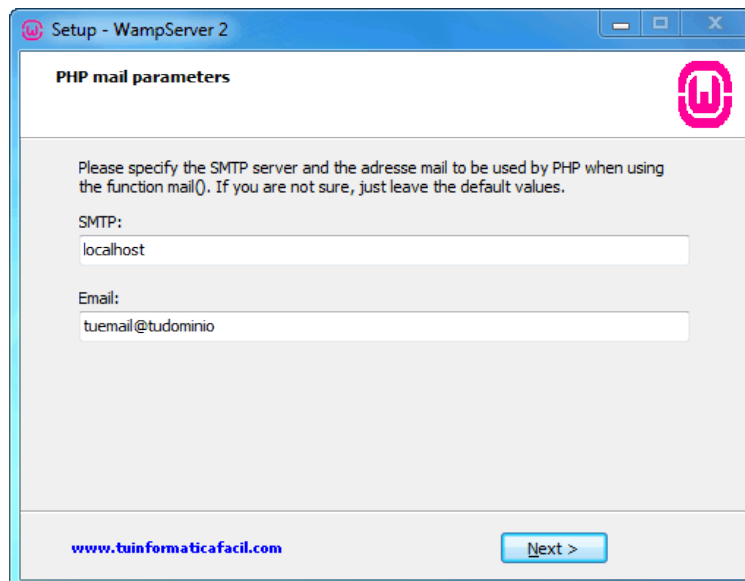 Setup - WampServer 2
PHP mail parameters
Please specify the SMTP server and the adresse mail to be used by PHP when using
the function mail(). If you are not sure, just leave the default values.
SMTP:
localhost
Email:
tuemail@tudominio
www.tuinformaticafacil.com
Next >